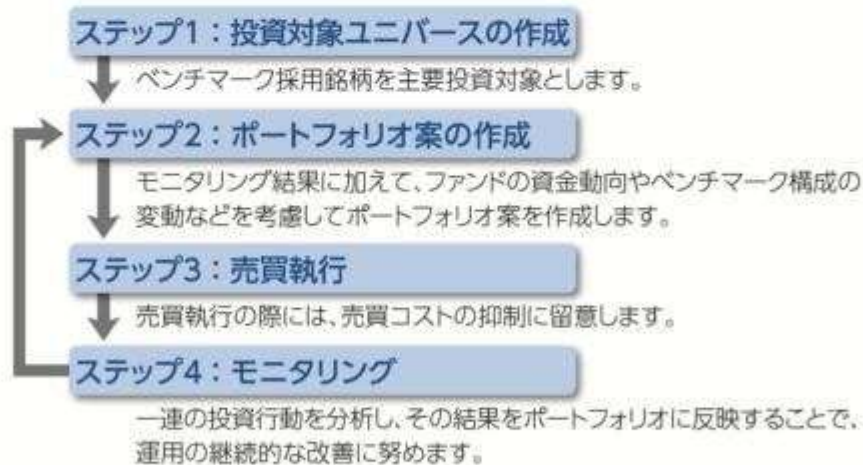 ステップ1：投資対象ユニバースの作成
ベンチマーク採用銘柄を主要投資対象とします。
ステップ2：ポートフォリオ案の作成
モニタリング結果に加えて、ファンドの資金動向やベンチマーク構成の
変動などを考慮してポートフォリオ案を作成します。
ステップ3：売買執行
売買執行の際には、売買コストの抑制に留意します。
ステップ4：モニタリング
一連の投資行動を分析し、その結果をポートフォリオに反映することで、
運用の継続的な改善に努めます。